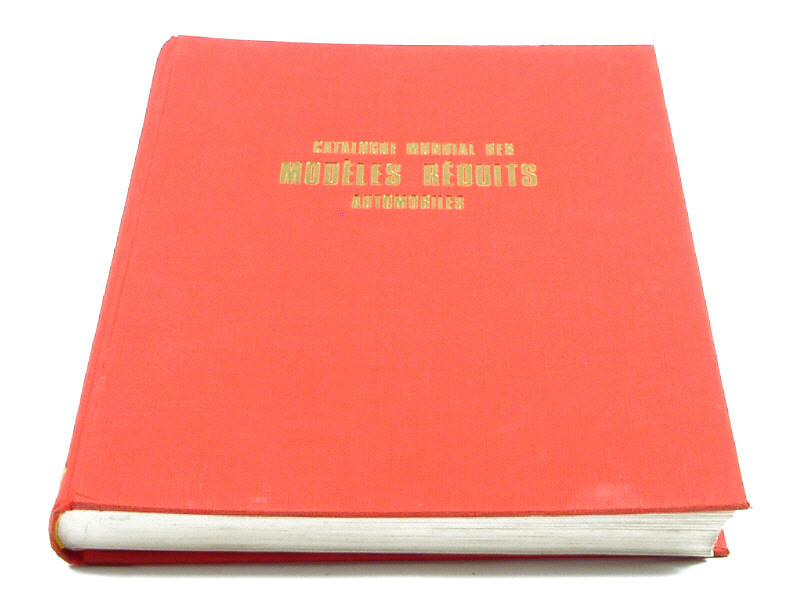 CATALOGUE MONDIAL DES
MODÈLES RÉDUITS
AUTOMOBILES